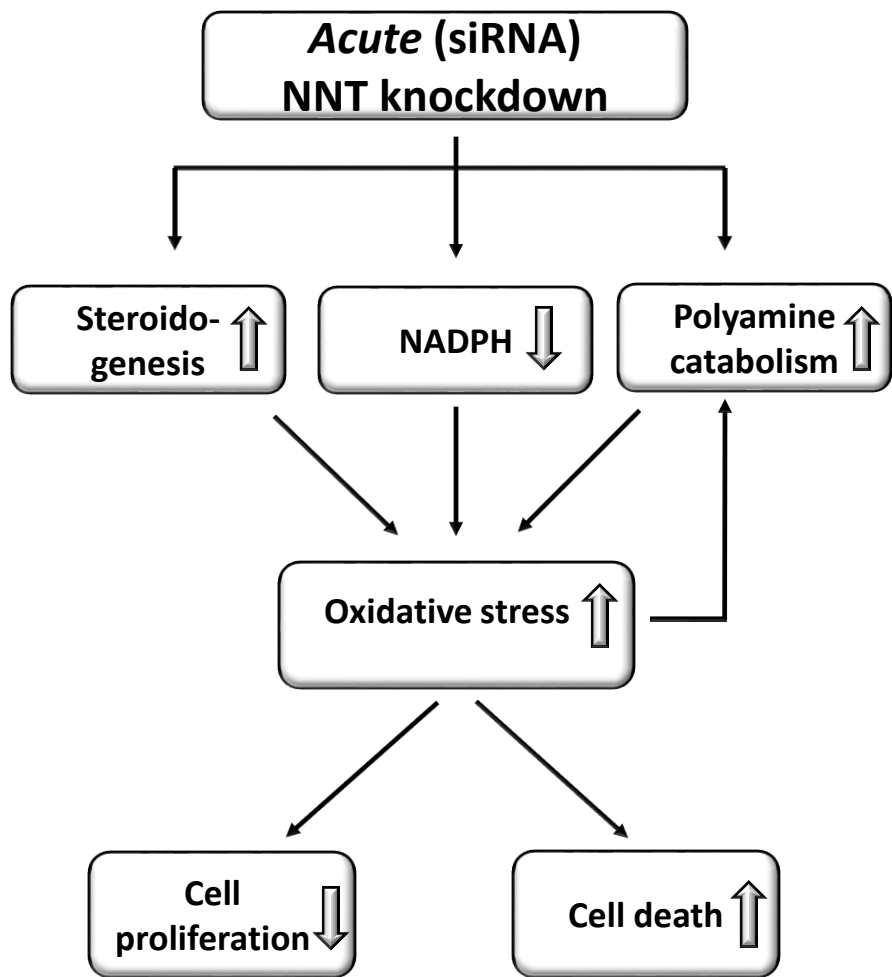 Acute (siRNA)
NNT knockdown
Steroido-
genesis
NADPH
Polyamine
catabolism
Oxidative stress
Cell
proliferation
Cell death